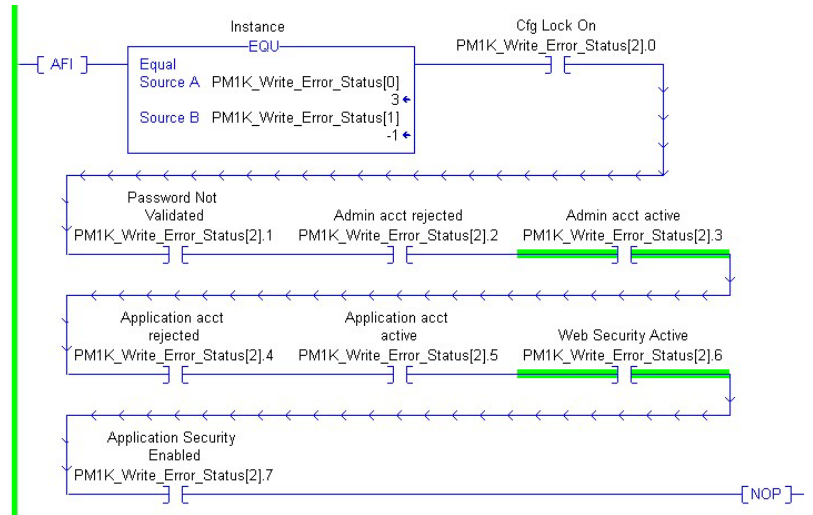 Instance
Cfg Lock On
EQU
PM1K_Write_Error_Status[2].0
AFI
Equal
Source A PM1K_Write_Error_Status[0]
3
Source B PM1K_Write_Error_Status[1]
-1
Password Not
Validated
Admin acct rejected
Admin acct active
PM1K_Write_Error_Status[2].1 PM1K_Write_Error_Status[2].2 PM1K_Write_Error_Status[2].3
Application acct
rejected
Application acct
active
Web Security Active
PM1K_Write_Error_Status[2].4 PM1K_Write_Error_Status[2].5 PM1K_Write_Error_Status[2].6
Application Security
Enabled
PM1K_Write_Error_Status[2].7
NOP